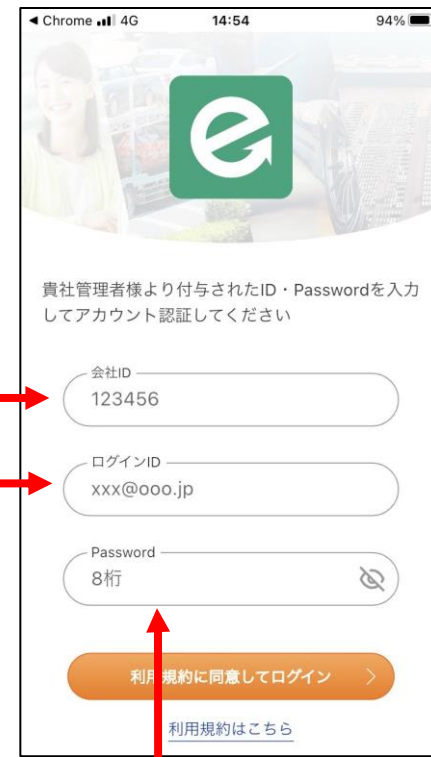 ◀ Chrome 4G 14:54 94%
貴社管理者様より付与されたID・Passwordを入力
してアカウント認証してください
会社ID
123456
ログインID
xxx@ooo.jp
Password
8桁
利用規約に同意してログイン
利用規約はこちら